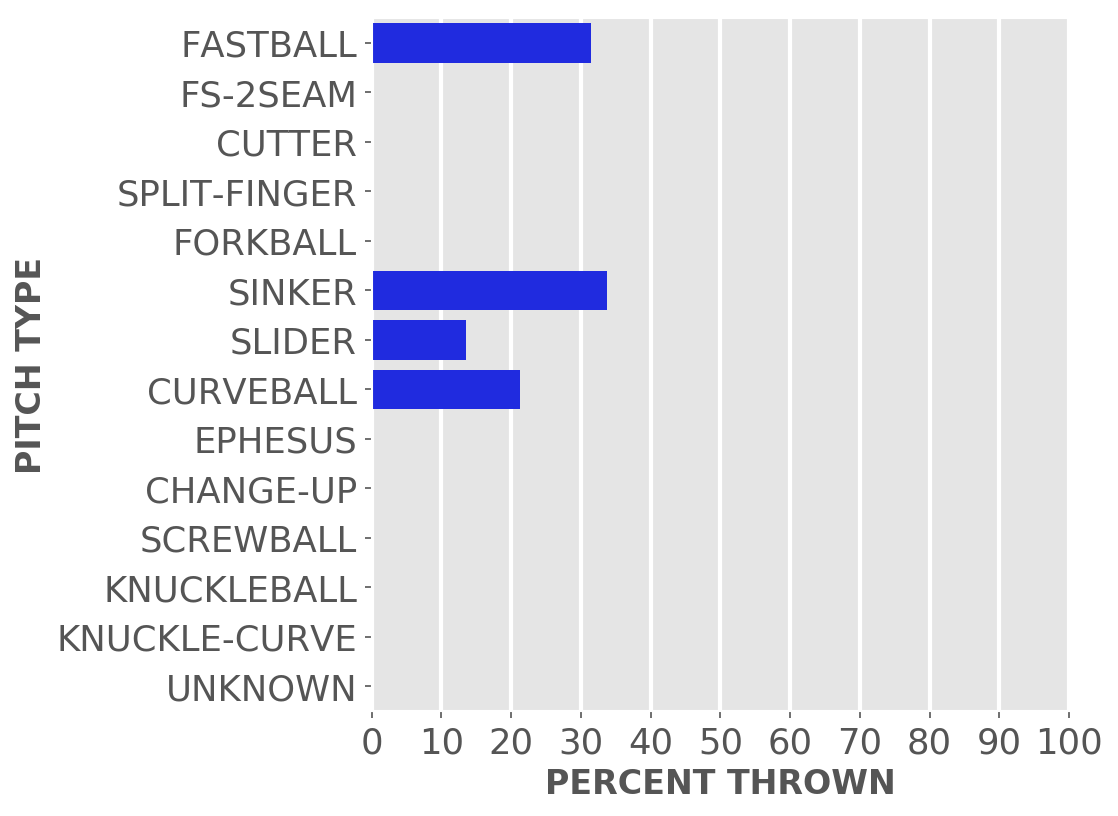 FASTBALL
FS-2SEAM
CUTTER
SPLIT-FINGER
FORKBALL
SINKER
SLIDER
CURVEBALL
EPHESUS
CHANGE-UP
SCREWBALL
KNUCKLEBALL
KNUCKLE-CURVE
UNKNOWN
PITCH TYPE
0 10 20 30 40 50 60 70 80 90 100
PERCENT THROWN